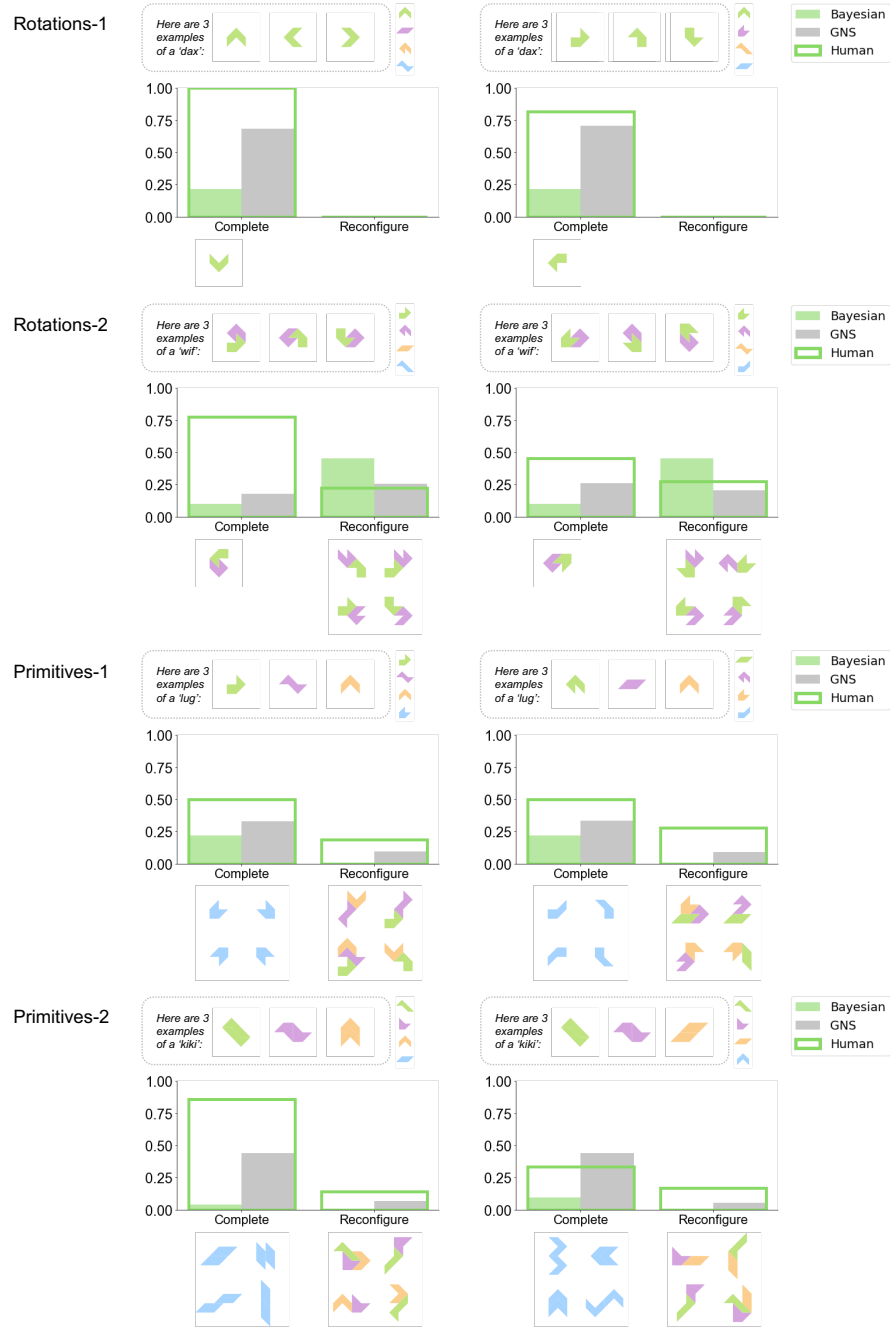 Rotations-1
Here are 3
examples
of a ‘dax’:
Here are 3
examples
of a ‘dax’:
Bayesian
GNS
Human
1.00
0.75
0.50
0.25
0.00
Complete
Reconfigure
1.00
0.75
0.50
0.25
0.00
Complete
Reconfigure
Rotations-2
Here are 3
examples
of a ‘wif’:
Here are 3
examples
of a ‘wif’:
Bayesian
GNS
Human
1.00
0.75
0.50
0.25
0.00
Complete
Reconfigure
1.00
0.75
0.50
0.25
0.00
Complete
Reconfigure
Primitives-1
Here are 3
examples
of a ‘lug’:
Here are 3
examples
of a ‘lug’:
Bayesian
GNS
Human
1.00
0.75
0.50
0.25
0.00
Complete
Reconfigure
1.00
0.75
0.50
0.25
0.00
Complete
Reconfigure
Primitives-2
Here are 3
examples
of a ‘kiki’:
Here are 3
examples
of a ‘kiki’:
Bayesian
GNS
Human
1.00
0.75
0.50
0.25
0.00
Complete
Reconfigure
1.00
0.75
0.50
0.25
0.00
Complete
Reconfigure